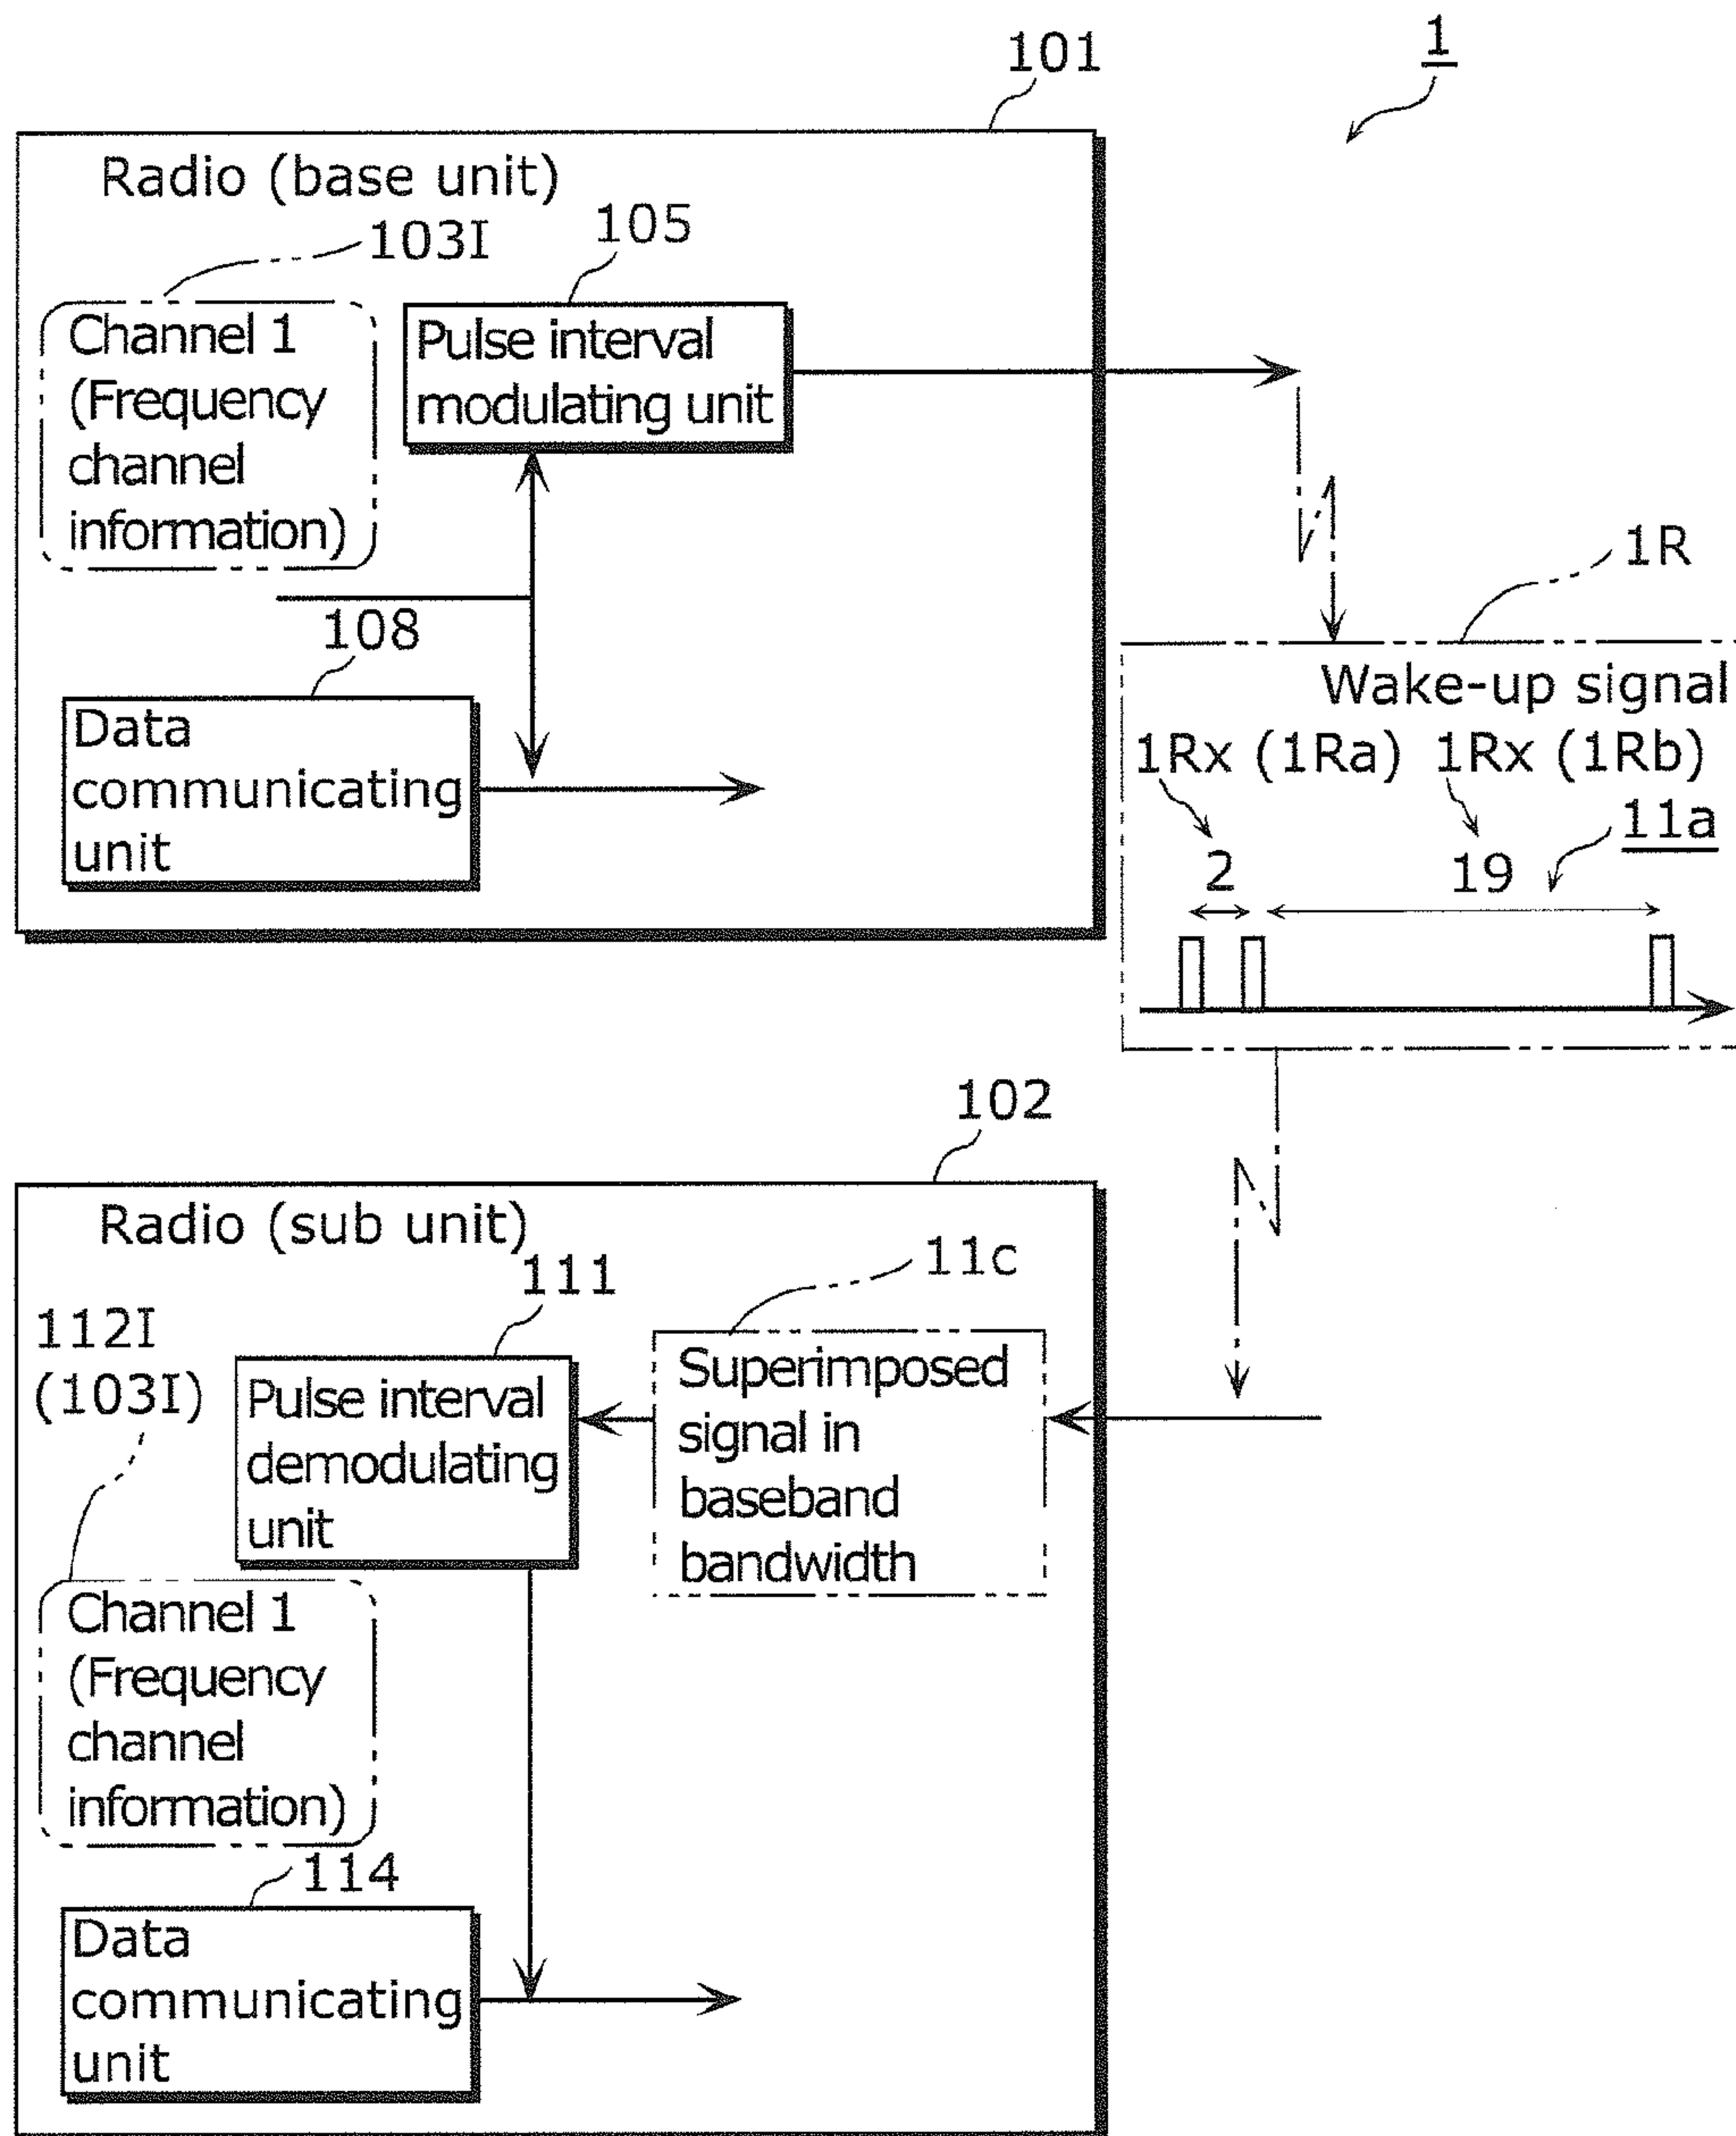 1
101
Radio (base unit)
103I
105
Channel 1
(Frequency
channel
information)
Pulse interval
modulating unit
108
Data
communicating
unit
1R
Wake-up signal
1Rx (1Ra) 1Rx (1Rb)
11a
2
19
102
Radio (sub unit)
11c
111
112I
(103I)
Pulse interval
demodulating
unit
Superimposed
signal in
baseband
bandwidth
Channel 1
(Frequency
channel
information)
114
Data
communicating
unit